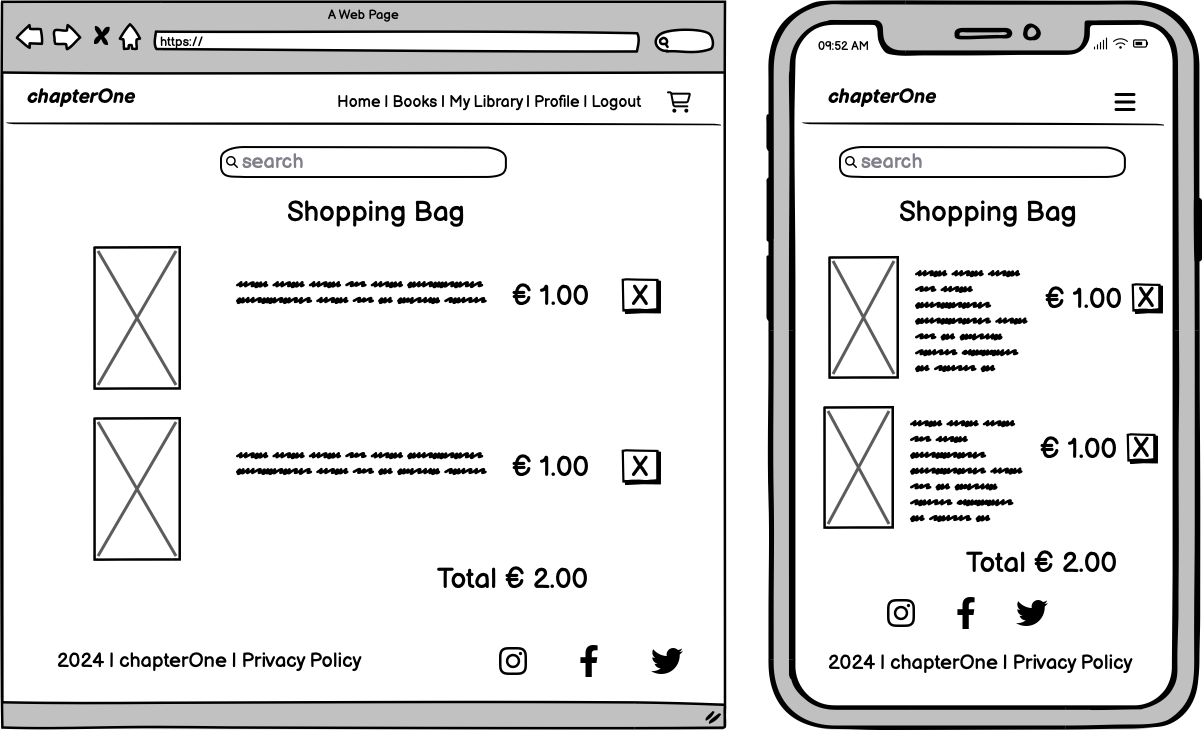 A Web Page
https://
chapterOne
Home | Books | My Library | Profile | Logout
search
Shopping Bag
€ 1.00 X
€ 1.00 X
Total € 2.00
2024 | chapterOne | Privacy Policy
09:52 AM
chapterOne
search
Shopping Bag
€ 1.00 X
€ 1.00 X
Total € 2.00
2024 | chapterOne | Privacy Policy